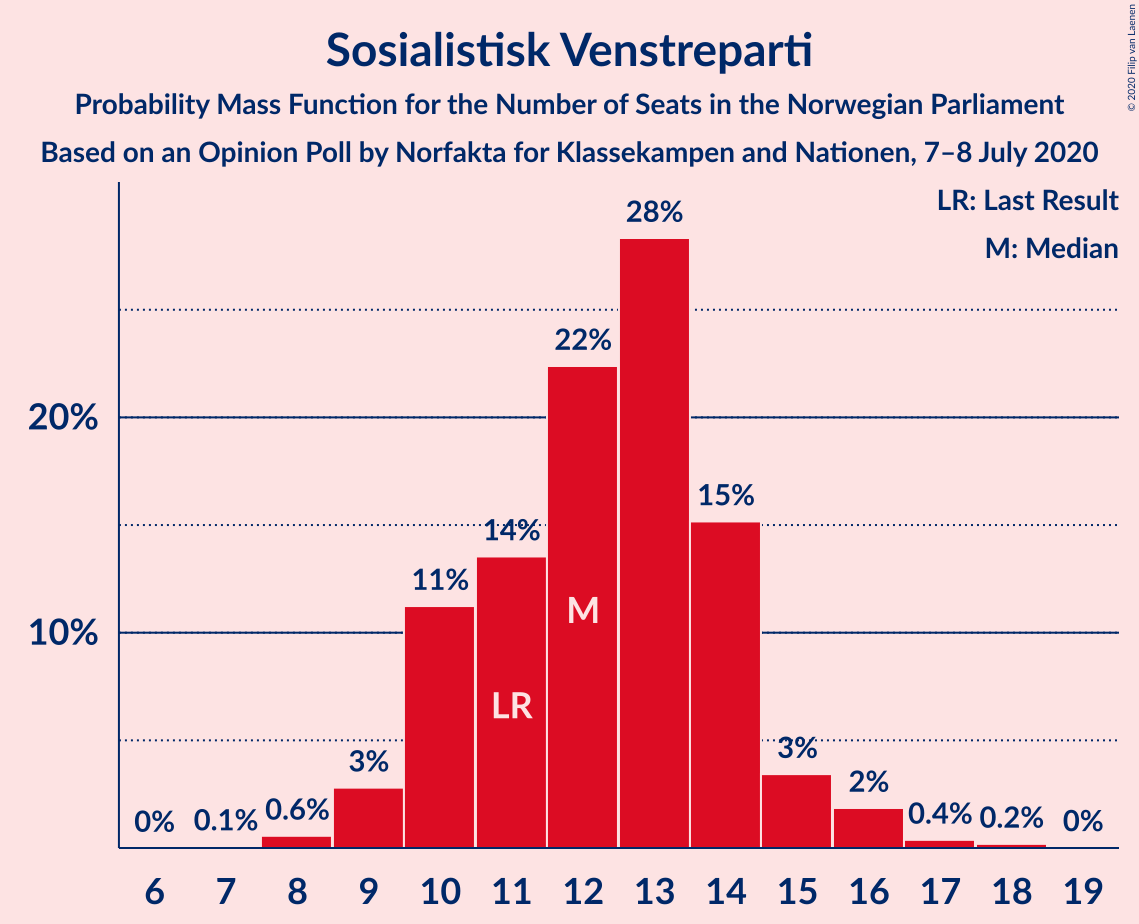 © 2020 Filip van Laenen
Sosialistisk Venstreparti
Probability Mass Function for the Number of Seats in the Norwegian Parliament
Based on an Opinion Poll by Norfakta for Klassekampen and Nationen, 7–8 July 2020
LR: Last Result
M: Median
28%
22%
20%
15%
14%
11%
M
10%
LR
3%
3%
2%
0%
0.1%
0.6%
0.4%
0.2%
0%
6 7 8 9 10 11 12 13 14 15 16 17 18 19